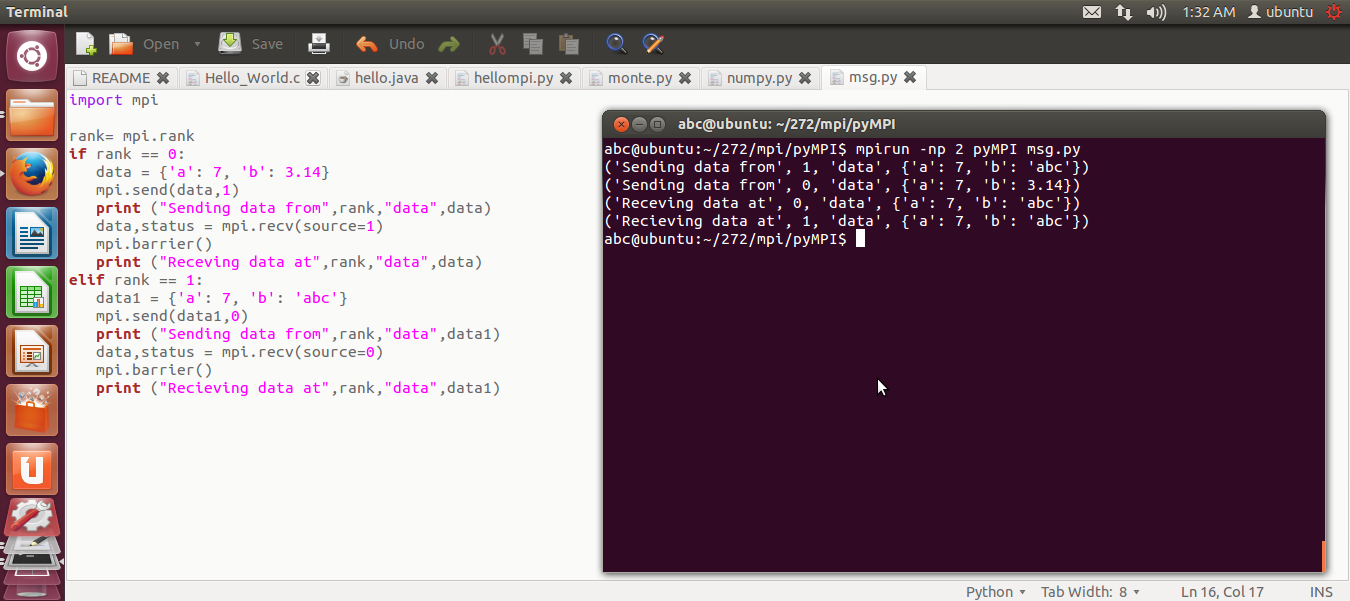 Terminal
1:32 AM ubuntu
Open Save Undo
README Hello_World.c hello.java hellompi.py monte.py numpy.py msg.py
import mpi
rank= mpi.rank
if rank == 0:
   data = {'a': 7, 'b': 3.14}
   mpi.send(data,1)
   print ("Sending data from",rank,"data",data)
   data,status = mpi.recv(source=1)
   mpi.barrier()
   print ("Receving data at",rank,"data",data)
elif rank == 1:
   data1 = {'a': 7, 'b': 'abc'}
   mpi.send(data1,0)
   print ("Sending data from",rank,"data",data1)
   data,status = mpi.recv(source=0)
   mpi.barrier()
   print ("Recieving data at",rank,"data",data1)
abc@ubuntu: ~/272/mpi/pyMPI
abc@ubuntu:~/272/mpi/pyMPI$ mpirun -np 2 pyMPI msg.py
('Sending data from', 1, 'data', {'a': 7, 'b': 'abc'})
('Sending data from', 0, 'data', {'a': 7, 'b': 3.14})
('Receving data at', 0, 'data', {'a': 7, 'b': 'abc'})
('Recieving data at', 1, 'data', {'a': 7, 'b': 'abc'})
abc@ubuntu:~/272/mpi/pyMPI$
Python Tab Width: 8 Ln 16, Col 17 INS